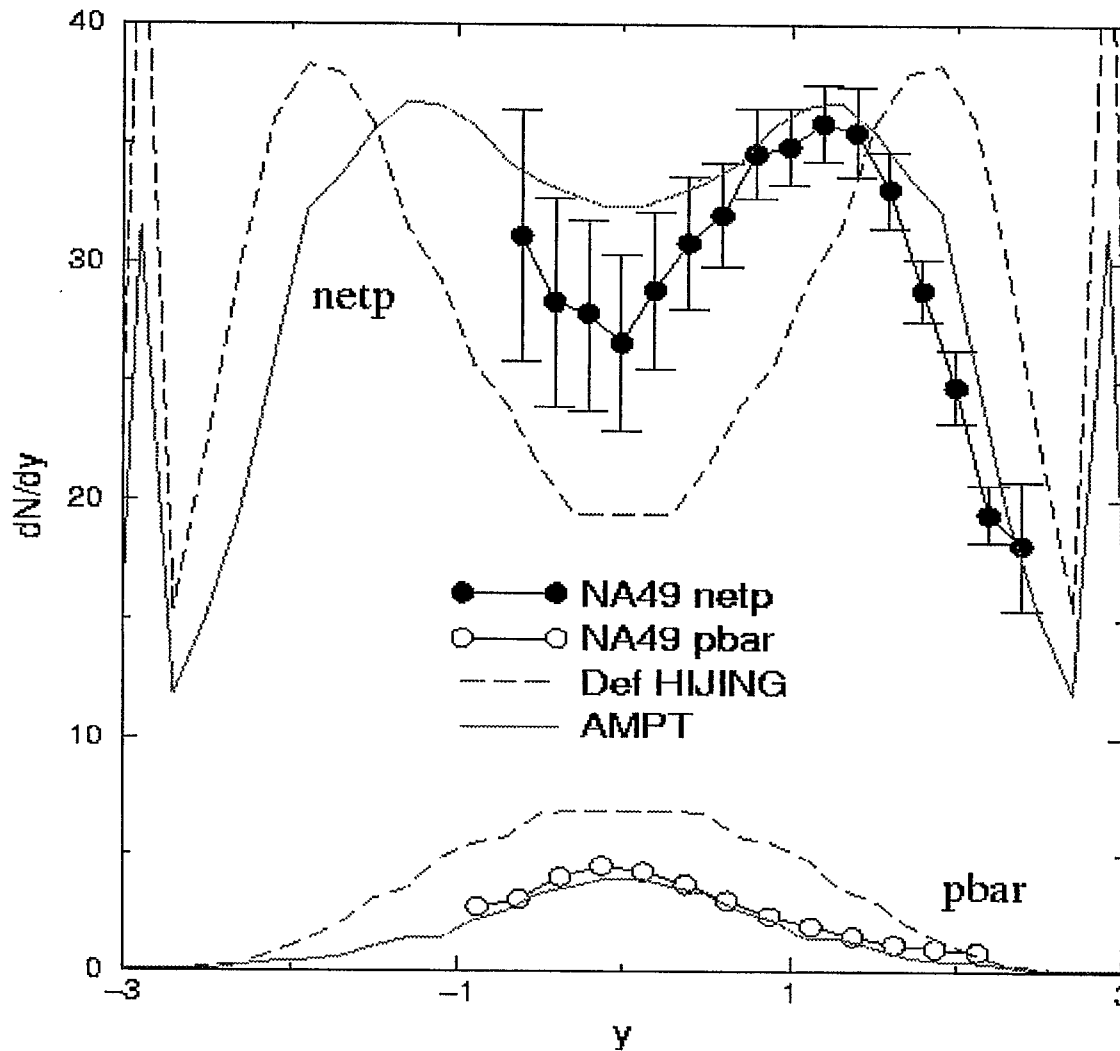 40
30
20
10
0
dN/dy
netp
NA49 netp
NA49 pbar
Def HIJING
AMPT
pbar
−3
−1
1
3
y